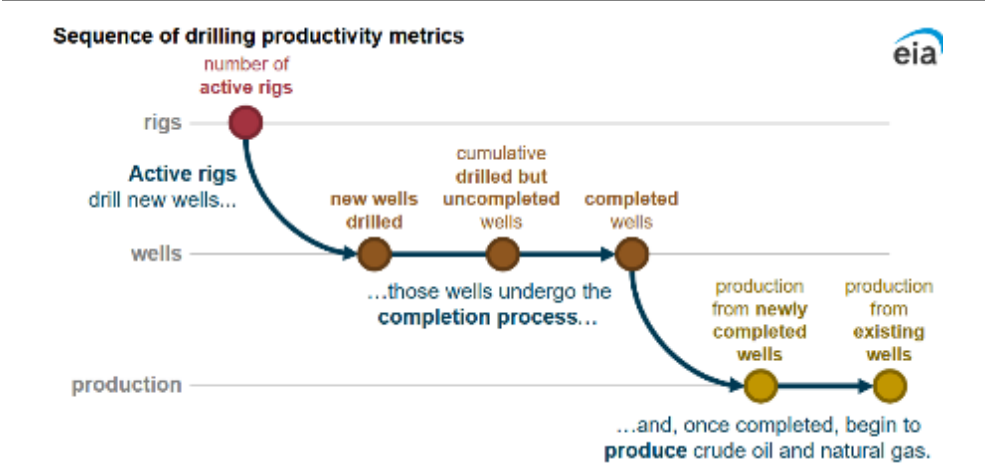 Sequence of drilling productivity metrics
eia
number of
active rigs
rigs
Active rigs
drill new wells...
new wells
drilled
cumulative
drilled but
uncompleted
wells
completed
wells
wells
...those wells undergo the
completion process...
production
from newly
completed
wells
production
from
existing
wells
production
...and, once completed, begin to
produce crude oil and natural gas.